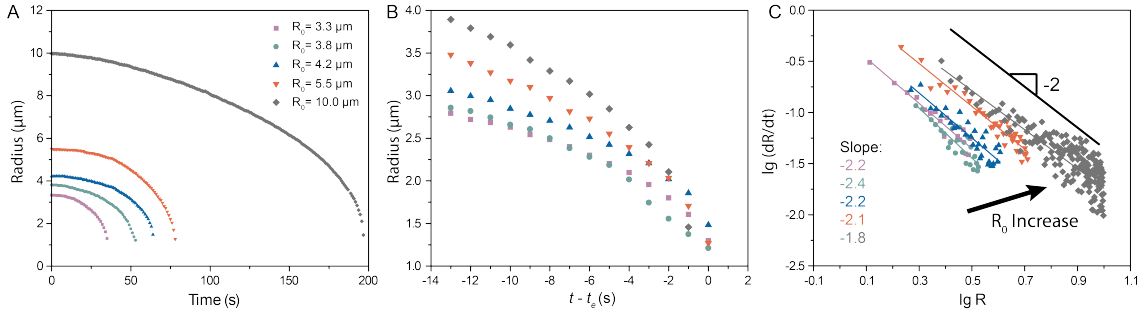 A
Radius (μm)
12
10
8
6
4
2
0
0
50
100
150
200
Time (s)
R0= 3.3 μm
R0= 3.8 μm
R0= 4.2 μm
R0= 5.5 μm
R0= 10.0 μm
B
Radius (μm)
4.0
3.5
3.0
2.5
2.0
1.5
1.0
-14
-12
-10
-8
-6
-4
-2
0
t - te (s)
C
lg (dR/dt)
0.0
-0.5
-1.0
-1.5
-2.0
-2.5
-0.1
0.1
0.3
0.5
0.7
0.9
1.1
lg R
-2
Slope:
-2.2
-2.4
-2.2
-2.1
-1.8
R0 Increase